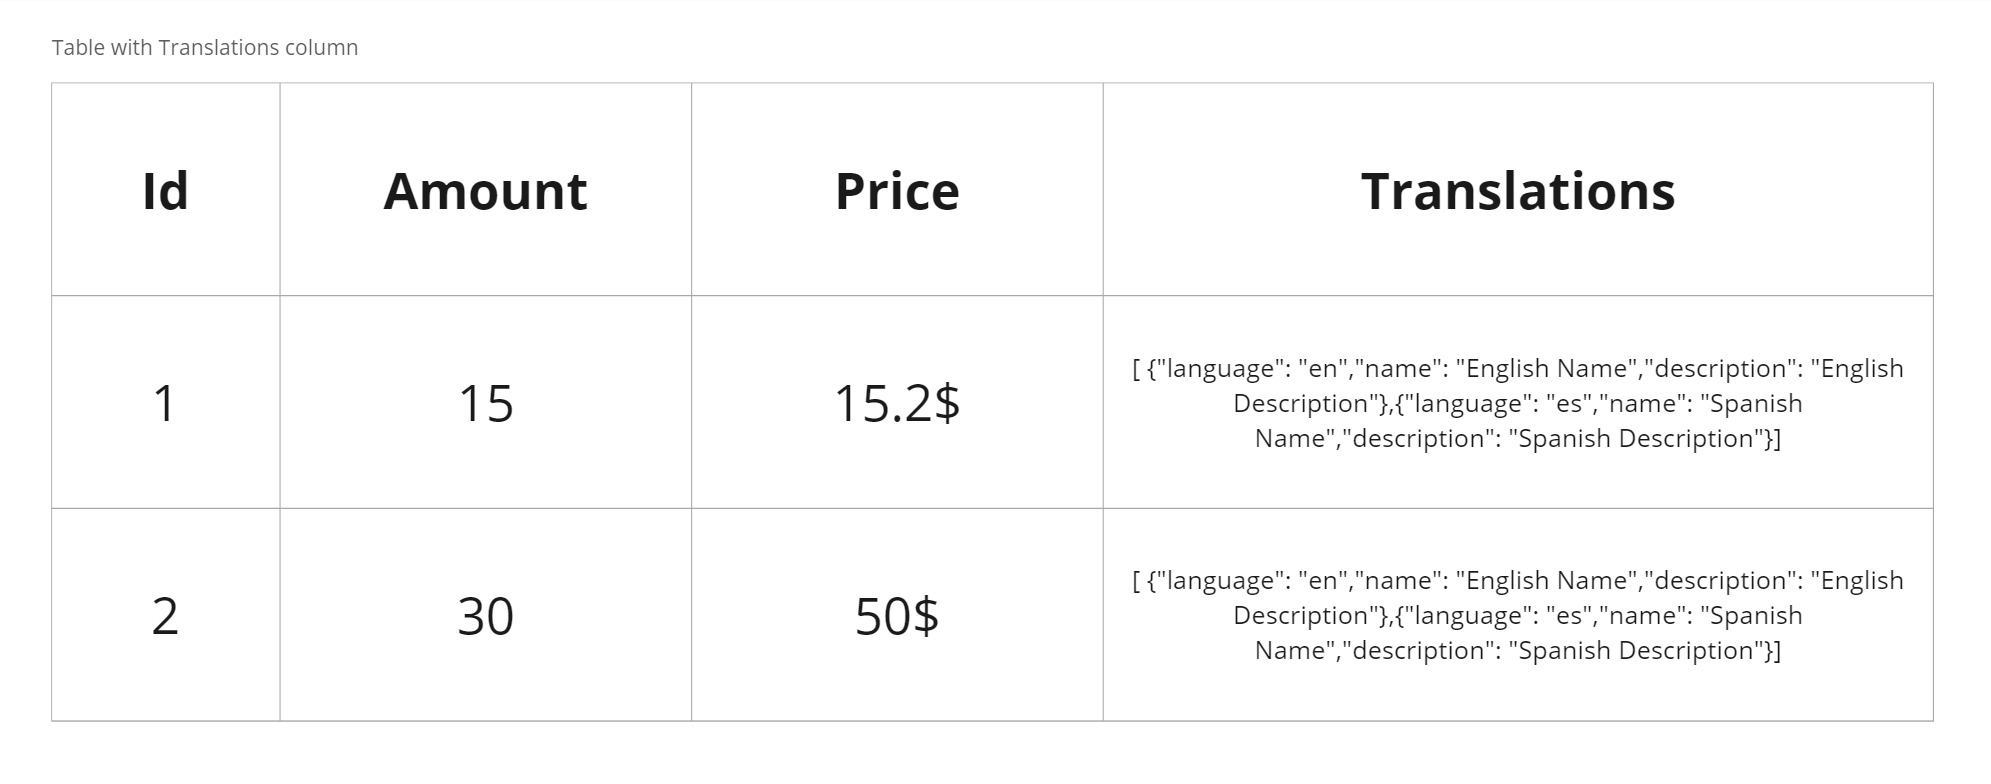 Table with Translations column
Id Amount Price Translations
1 15 15.2$ [ {"language": "en","name": "English Name","description": "English
Description"},{"language": "es","name": "Spanish
Name","description": "Spanish Description"}]
2 30 50$ [ {"language": "en","name": "English Name","description": "English
Description"},{"language": "es","name": "Spanish
Name","description": "Spanish Description"}]